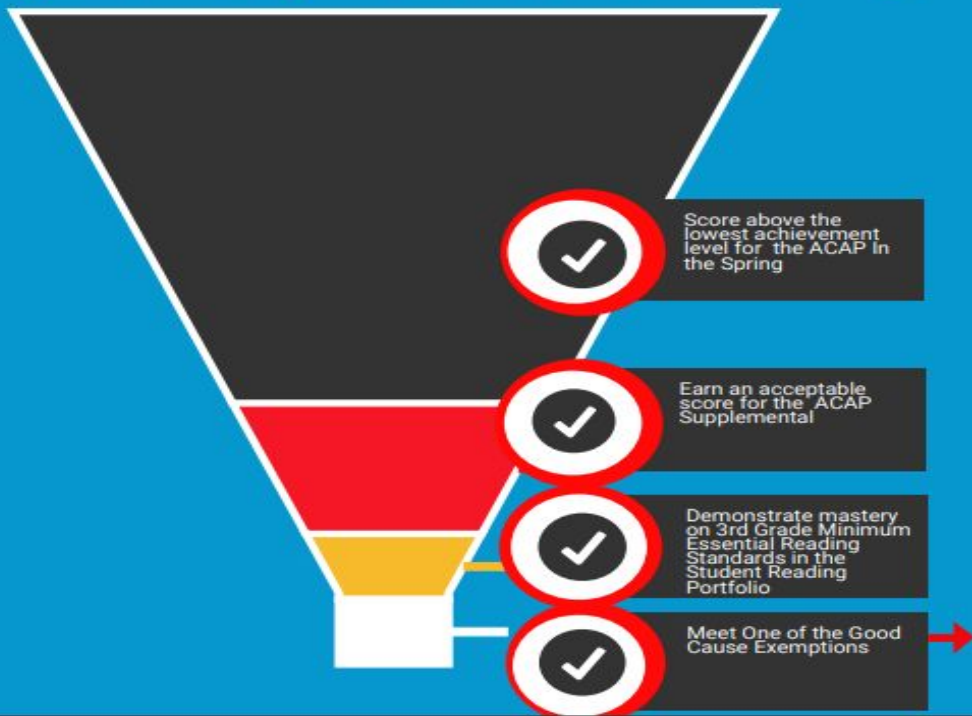 Score above the
lowest achievement
level for the ACAP In
the Spring
Earn an acceptable
score for the ACAP
Supplemental
Demonstrate mastery
on 3rd Grade Minimum
Essential Reading
Standards in the
Student Reading
Portfolio
Meet One of the Good
Cause Exemptions